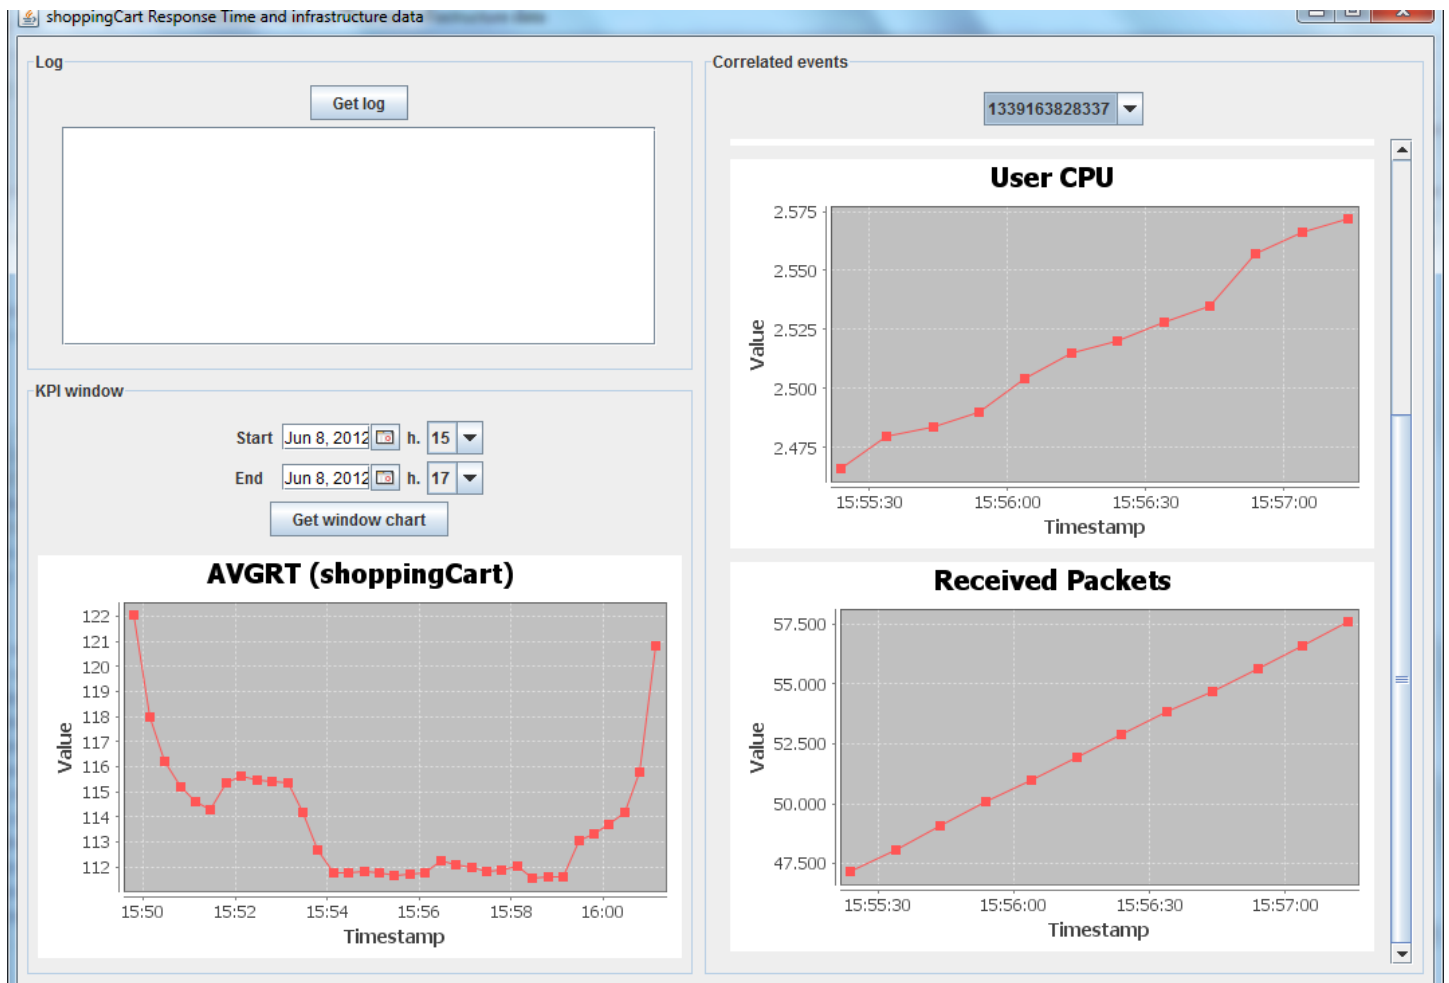 shoppingCart Response Time and infrastructure data
Log
Get log
KPI window
Start Jun 8, 2012 h. 15
End Jun 8, 2012 h. 17
Get window chart
AVGRT (shoppingCart)
122
121
120
119
118
117
116
115
114
113
112
Value
15:50 15:52 15:54 15:56 15:58 16:00
Timestamp
Correlated events
1339163828337
User CPU
2.575
2.550
2.525
2.500
2.475
Value
15:55:30 15:56:00 15:56:30 15:57:00
Timestamp
Received Packets
57.500
55.000
52.500
50.000
47.500
Value
15:55:30 15:56:00 15:56:30 15:57:00
Timestamp